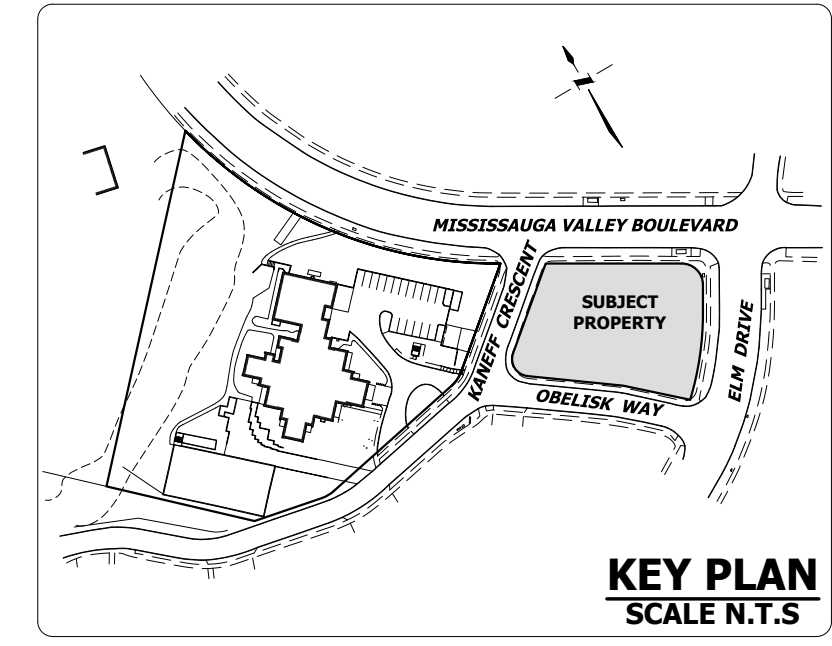 MISSISSAUGA VALLEY BOULEVARD
KANEFF CRESCENT
SUBJECT
PROPERTY
ELM DRIVE
OBELISK WAY
KEY PLAN
SCALE N.T.S